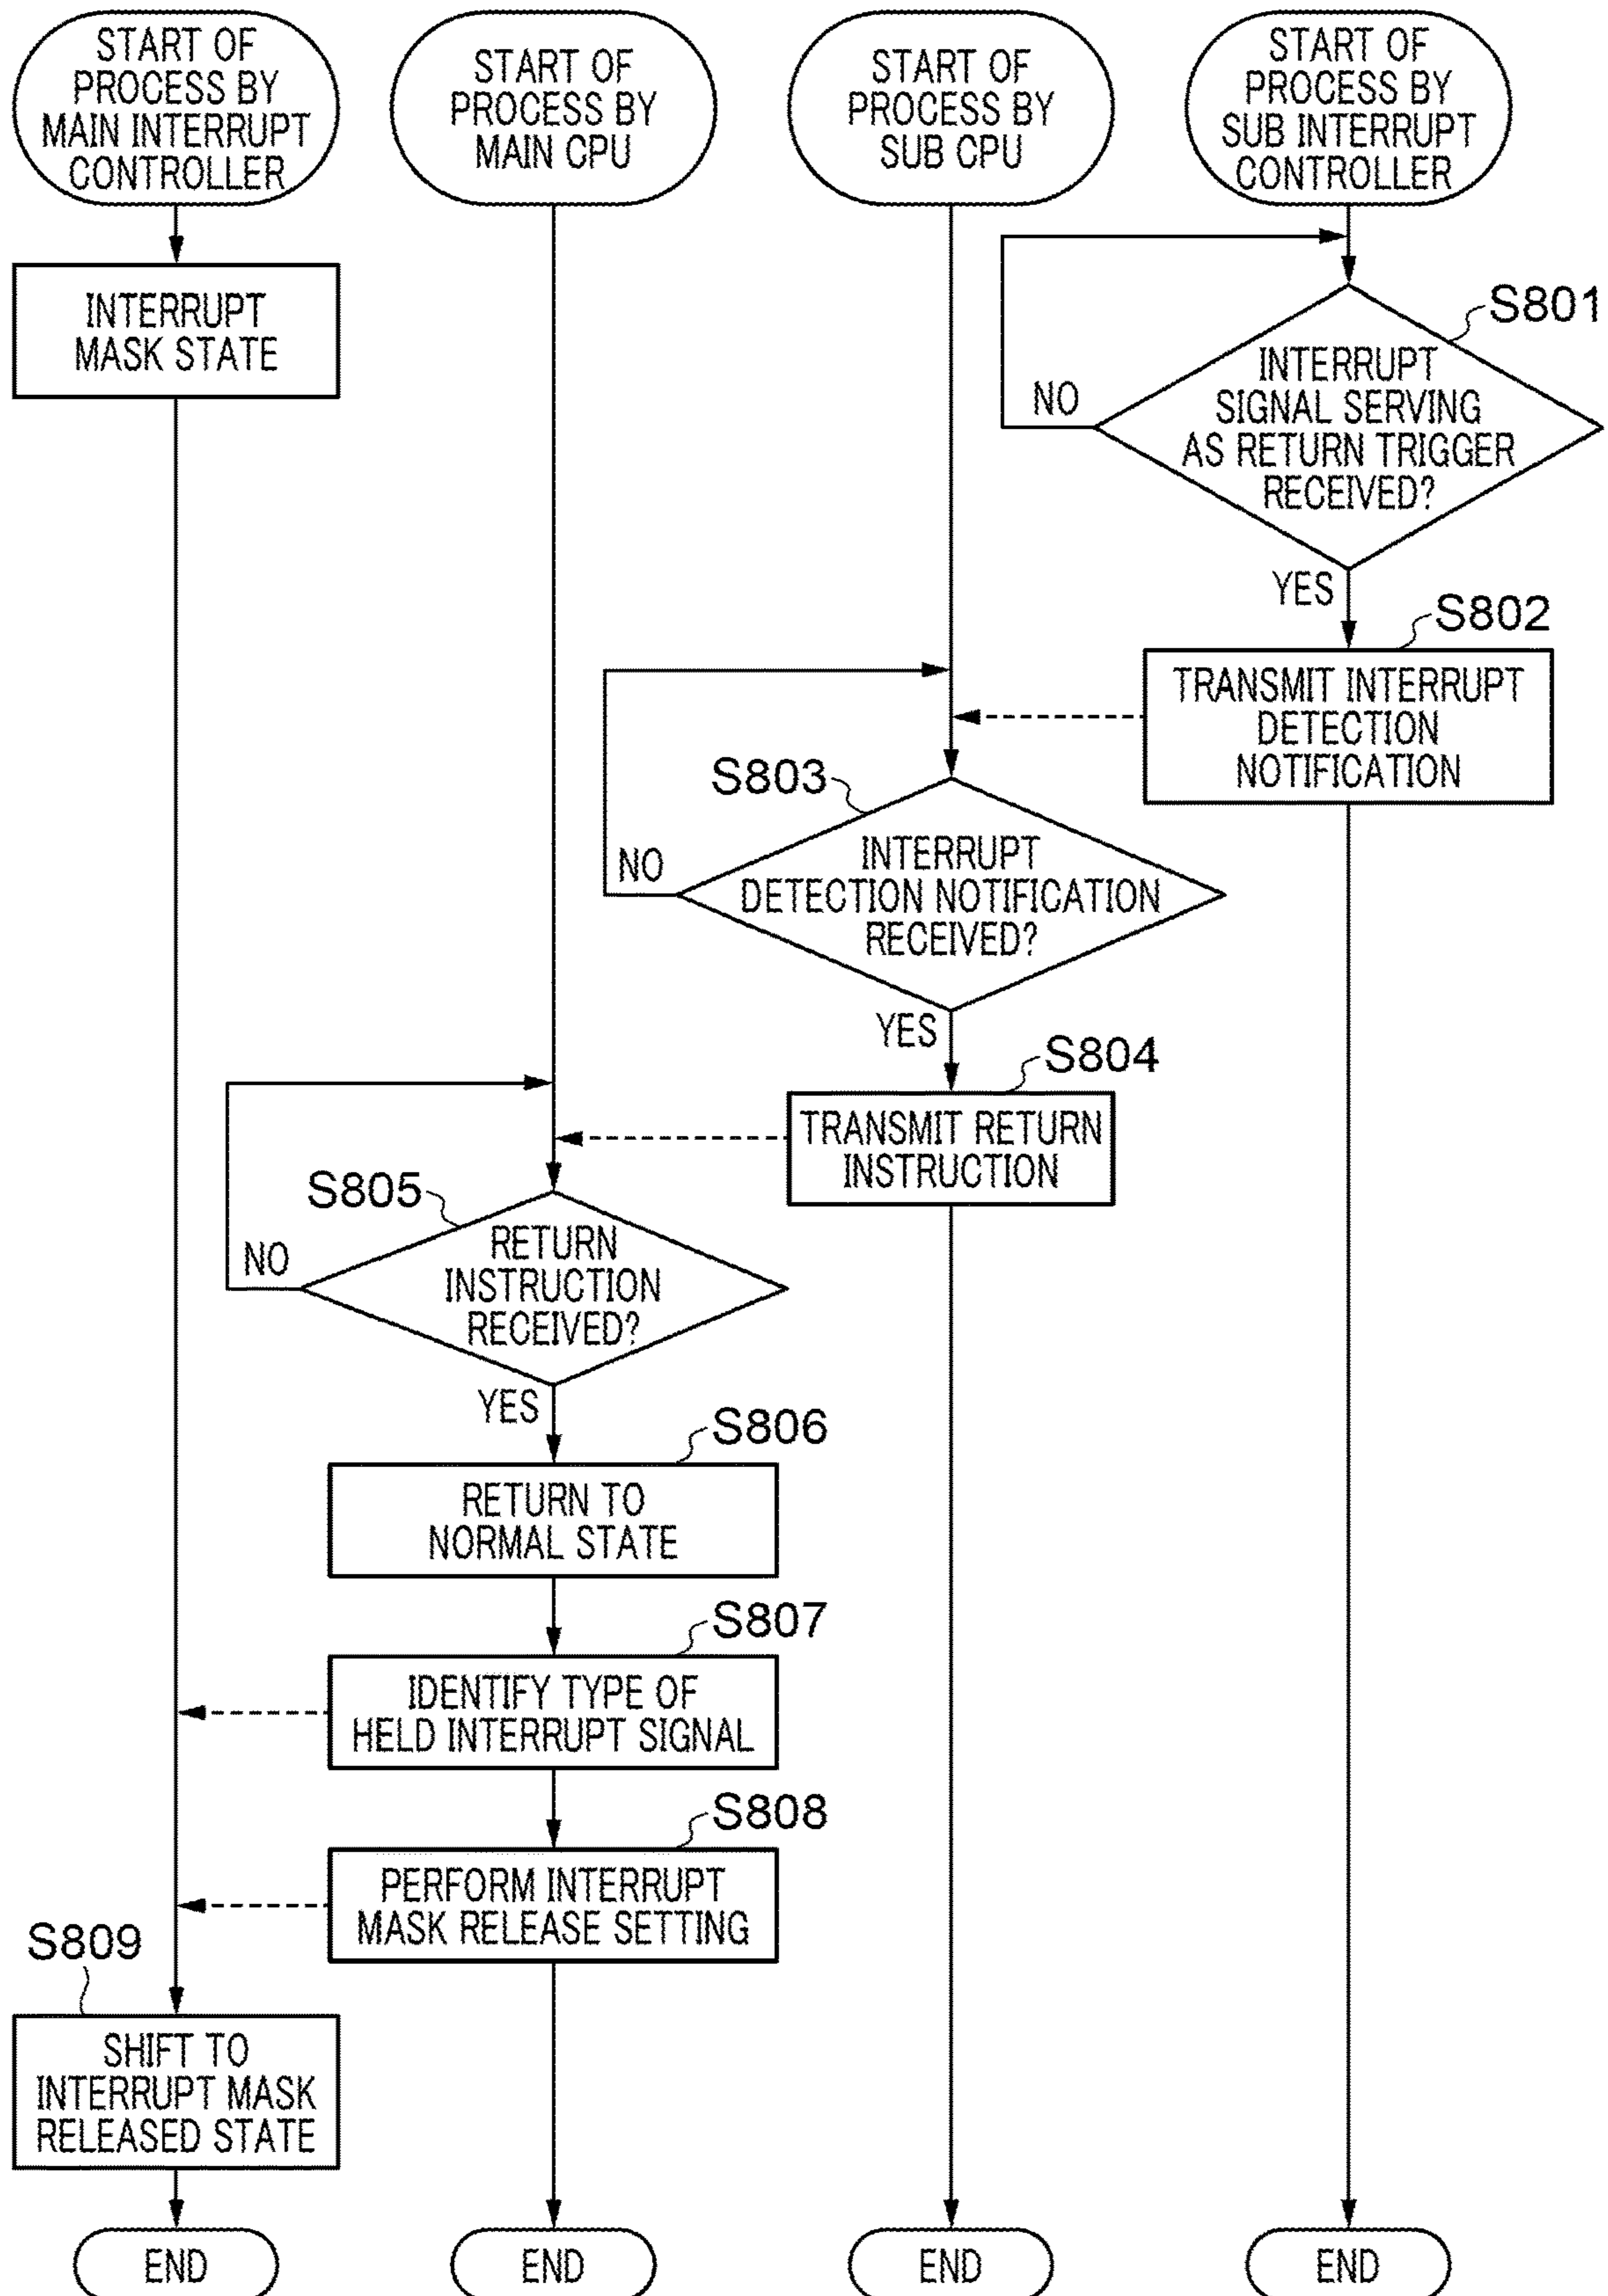 START OF
PROCESS BY
MAIN INTERRUPT
CONTROLLER
START OF
PROCESS BY
MAIN CPU
START OF
PROCESS BY
SUB CPU
START OF
PROCESS BY
SUB INTERRUPT
CONTROLLER
INTERRUPT
MASK STATE
S801
INTERRUPT
SIGNAL SERVING
AS RETURN TRIGGER
RECEIVED?
NO
YES
S802
TRANSMIT INTERRUPT
DETECTION
NOTIFICATION
S803
INTERRUPT
DETECTION NOTIFICATION
RECEIVED?
NO
YES
S804
TRANSMIT RETURN
INSTRUCTION
S805
RETURN
INSTRUCTION
RECEIVED?
NO
YES
S806
RETURN TO
NORMAL STATE
S807
IDENTIFY TYPE OF
HELD INTERRUPT SIGNAL
S808
PERFORM INTERRUPT
MASK RELEASE SETTING
S809
SHIFT TO
INTERRUPT MASK
RELEASED STATE
END
END
END
END